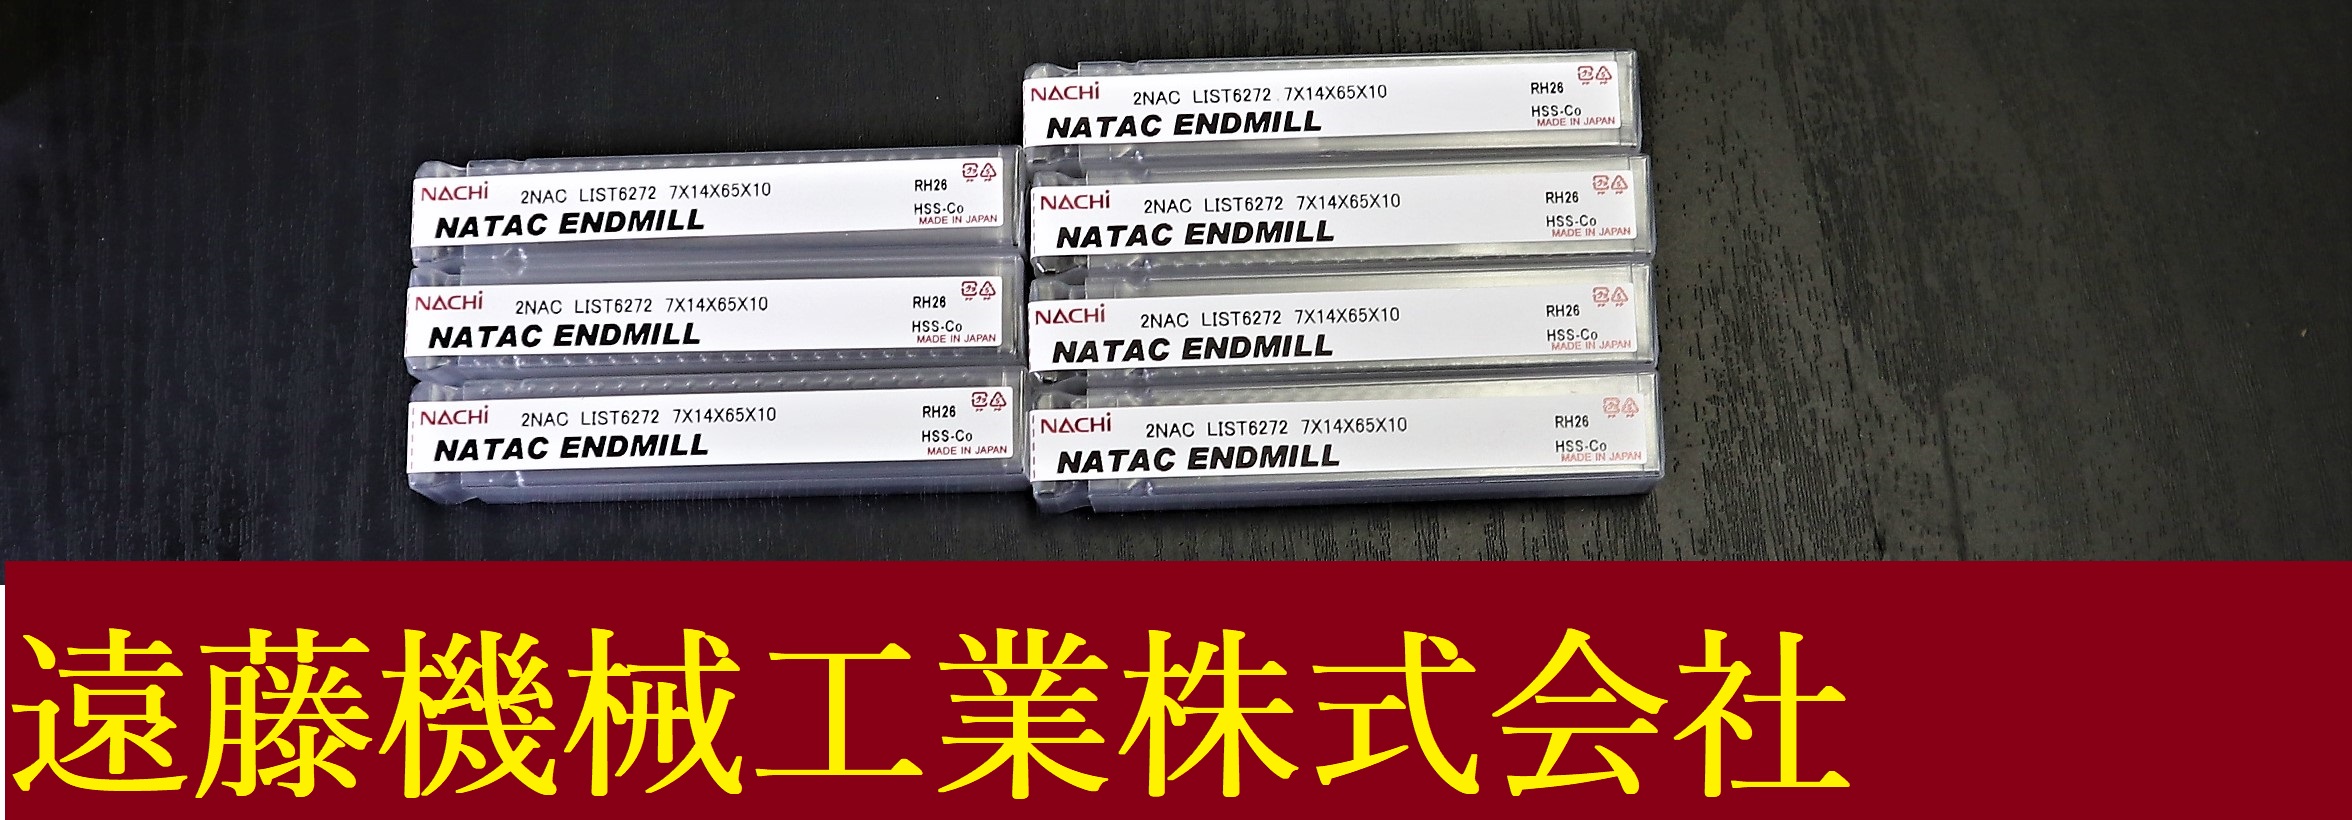 NACHi 2NAC LIST6272 7X14X65X10 RH26
NATAC ENDMILL HSS-Co
MADE IN JAPAN
NACHi 2NAC LIST6272 7X14X65X10 RH26
NATAC ENDMILL HSS-Co
MADE IN JAPAN
NACHi 2NAC LIST6272 7X14X65X10 RH26
NATAC ENDMILL HSS-Co
MADE IN JAPAN
NACHi 2NAC LIST6272 7X14X65X10 RH26
NATAC ENDMILL HSS-Co
MADE IN JAPAN
NACHi 2NAC LIST6272 7X14X65X10 RH26
NATAC ENDMILL HSS-Co
MADE IN JAPAN
NACHi 2NAC LIST6272 7X14X65X10 RH26
NATAC ENDMILL HSS-Co
MADE IN JAPAN
NACHi 2NAC LIST6272 7X14X65X10 RH26
NATAC ENDMILL HSS-Co
MADE IN JAPAN
遠藤機械工業株式会社